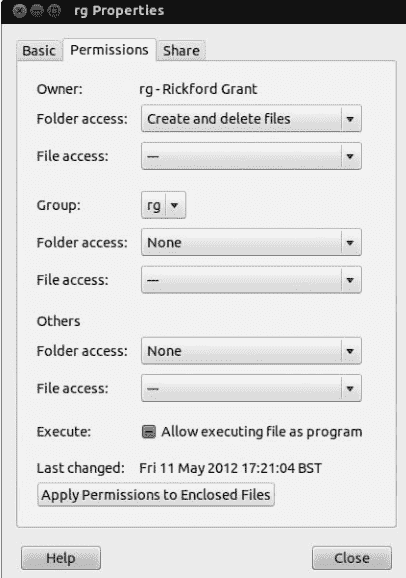 rg Properties
Basic Permissions Share
Owner: rg - Rickford Grant
Folder access: Create and delete files
File access: ---
Group: rg
Folder access: None
File access: ---
Others
Folder access: None
File access: ---
Execute: Allow executing file as program
Last changed: Fri 11 May 2012 17:21:04 BST
Apply Permissions to Enclosed Files
Help Close